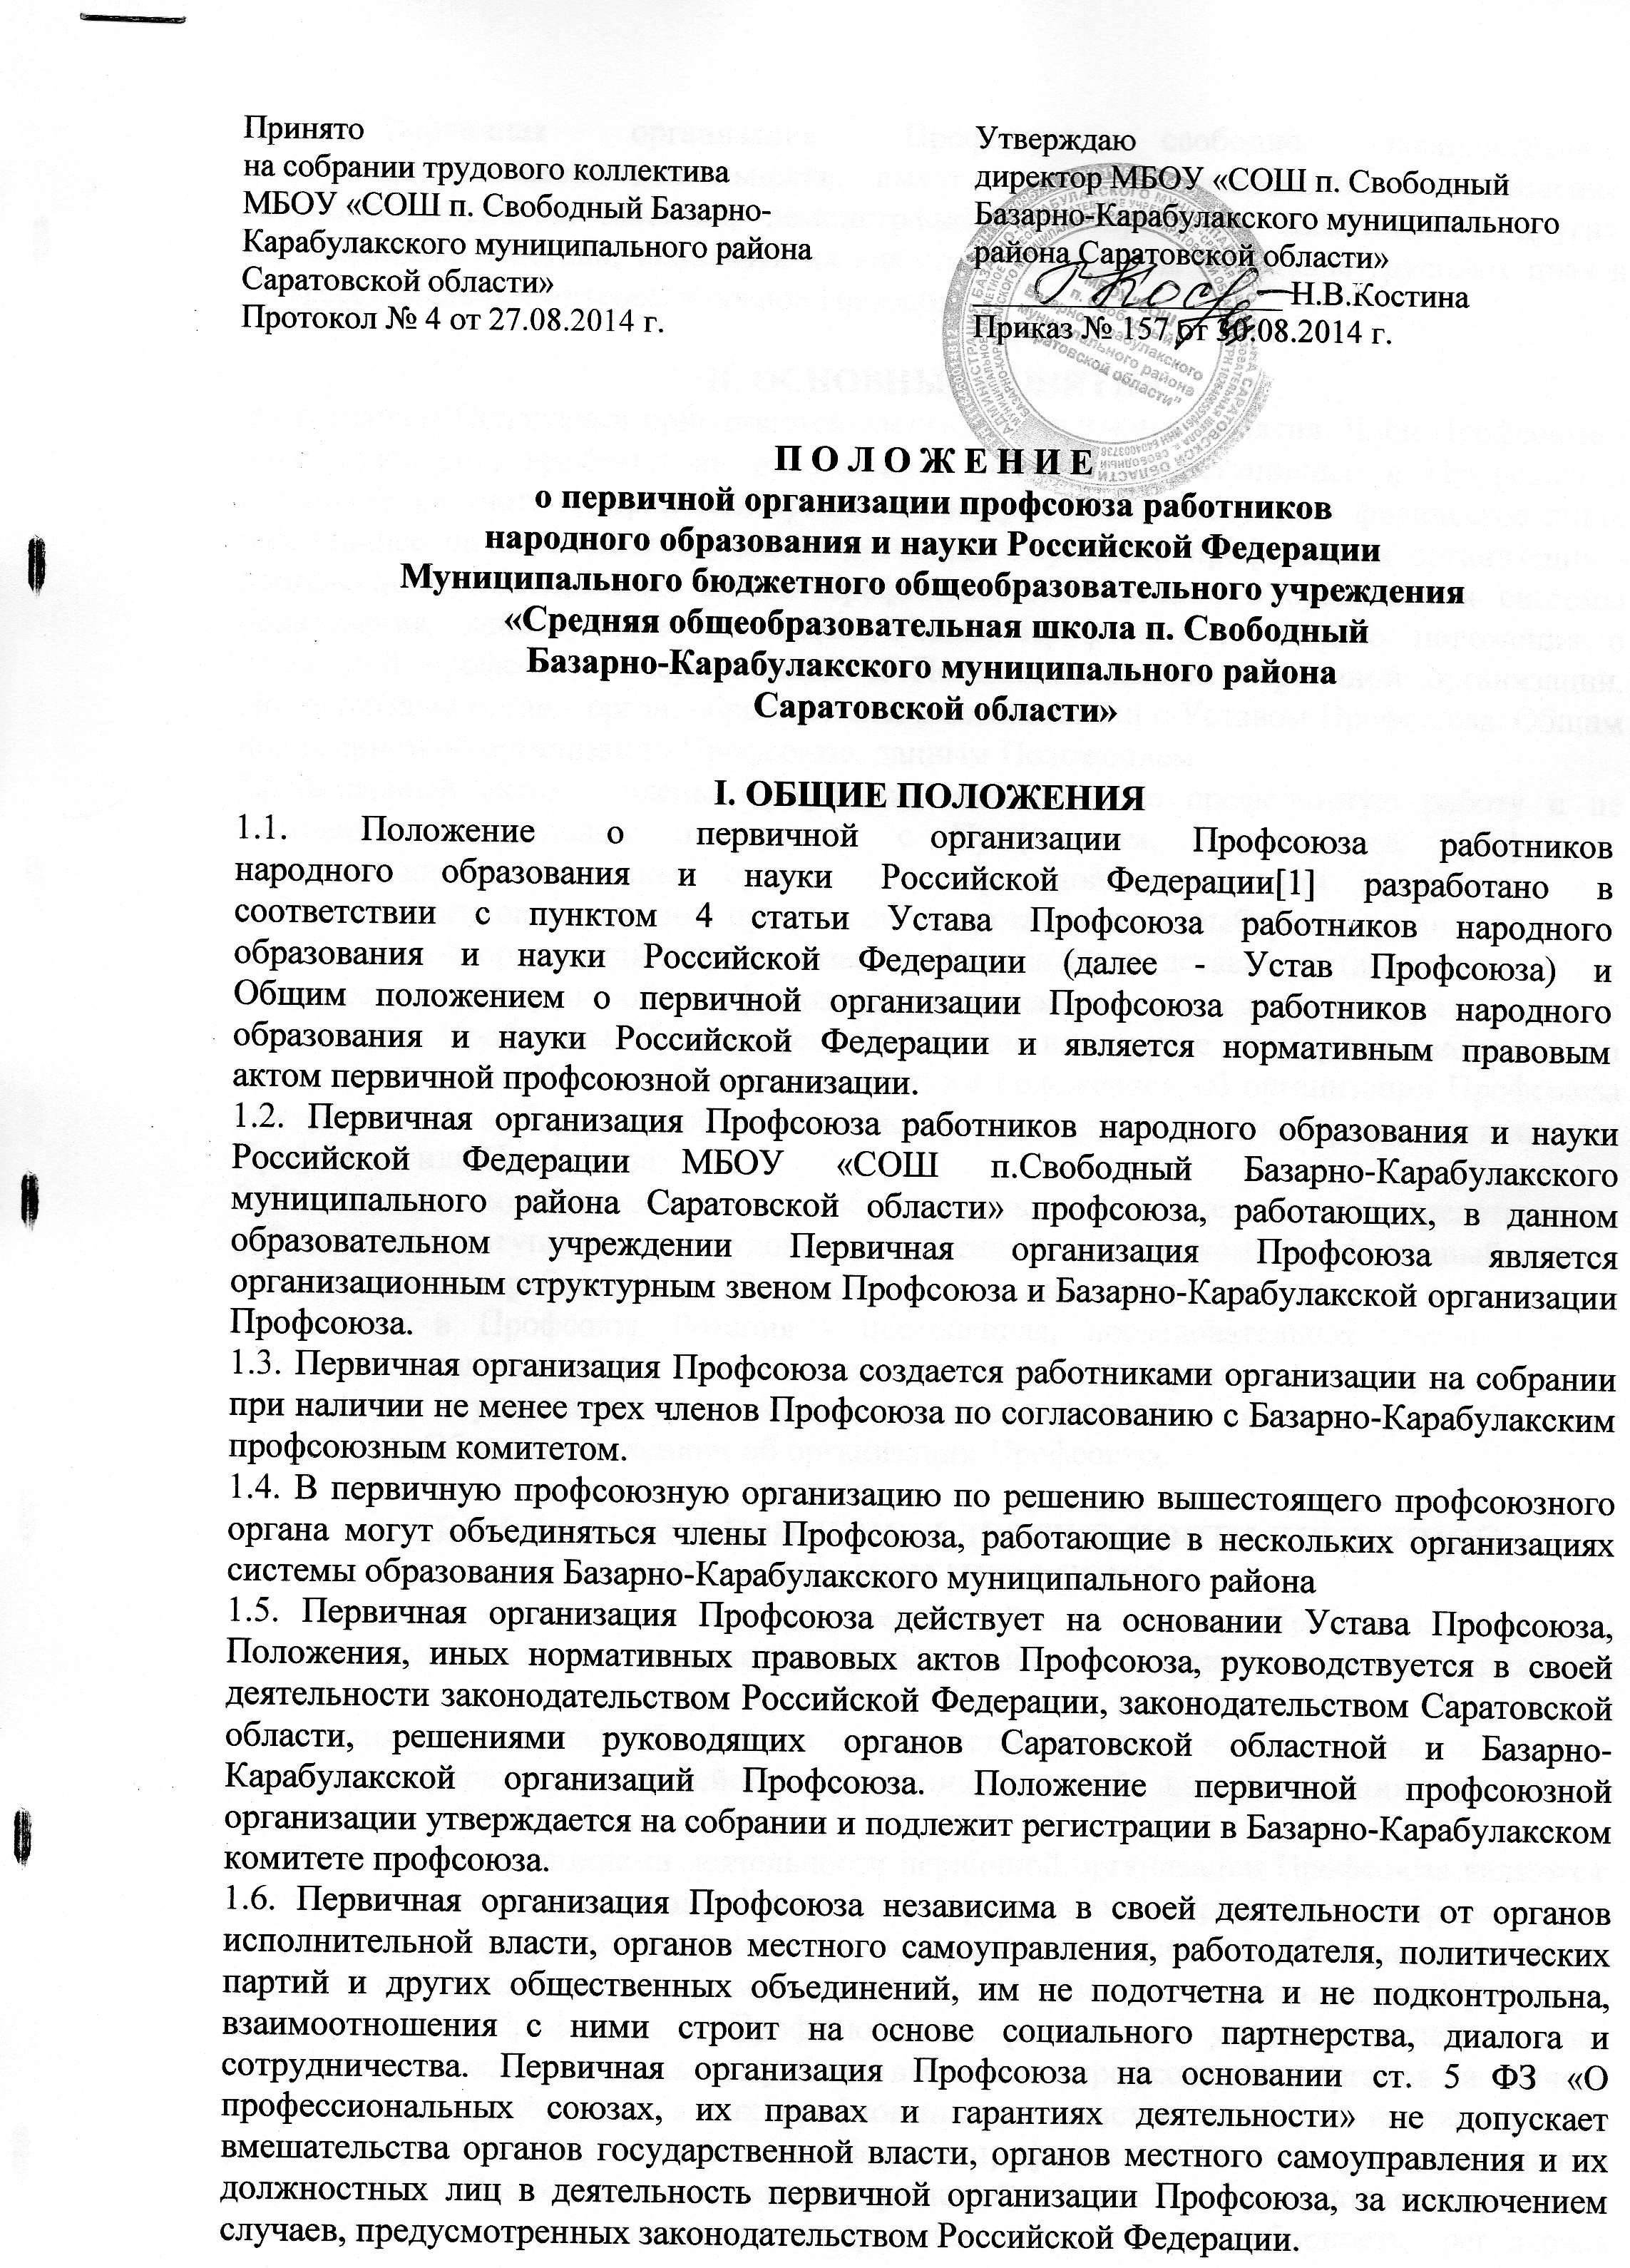 Принято
на собрании трудового коллектива
МБОУ «СОШ п. Свободный Базарно-
Карабулакского муниципального района
Саратовской области»
Протокол № 4 от 27.08.2014 г.
Утверждаю
директор МБОУ «СОШ п. Свободный
Базарно-Карабулакского муниципального
района Саратовской области»
Н.В.Костина
Приказ № 157 от 30.08.2014 г.
МБОУ "СОШ
п. Свободный
Базарно-Карабулакского
муниципального района
Саратовской области"
П О Л О Ж Е Н И Е
о первичной организации профсоюза работников
народного образования и науки Российской Федерации
Муниципального бюджетного общеобразовательного учреждения
«Средняя общеобразовательная школа п. Свободный
Базарно-Карабулакского муниципального района
Саратовской области»
I. ОБЩИЕ ПОЛОЖЕНИЯ
1.1. Положение о первичной организации Профсоюза работников
народного образования и науки Российской Федерации[1] разработано в
соответствии с пунктом 4 статьи Устава Профсоюза работников народного
образования и науки Российской Федерации (далее - Устав Профсоюза) и
Общим положением о первичной организации Профсоюза работников народного
образования и науки Российской Федерации и является нормативным правовым
актом первичной профсоюзной организации.
1.2. Первичная организация Профсоюза работников народного образования и науки
Российской Федерации МБОУ «СОШ п.Свободный Базарно-Карабулакского
муниципального района Саратовской области» профсоюза, работающих, в данном
образовательном учреждении Первичная организация Профсоюза является
организационным структурным звеном Профсоюза и Базарно-Карабулакской организации
Профсоюза.
1.3. Первичная организация Профсоюза создается работниками организации на собрании
при наличии не менее трех членов Профсоюза по согласованию с Базарно-Карабулакским
профсоюзным комитетом.
1.4. В первичную профсоюзную организацию по решению вышестоящего профсоюзного
органа могут объединяться члены Профсоюза, работающие в нескольких организациях
системы образования Базарно-Карабулакского муниципального района
1.5. Первичная организация Профсоюза действует на основании Устава Профсоюза,
Положения, иных нормативных правовых актов Профсоюза, руководствуется в своей
деятельности законодательством Российской Федерации, законодательством Саратовской
области, решениями руководящих органов Саратовской областной и Базарно-
Карабулакской организаций Профсоюза. Положение первичной профсоюзной
организации утверждается на собрании и подлежит регистрации в Базарно-Карабулакском
комитете профсоюза.
1.6. Первичная организация Профсоюза независима в своей деятельности от органов
исполнительной власти, органов местного самоуправления, работодателя, политических
партий и других общественных объединений, им не подотчетна и не подконтрольна,
взаимоотношения с ними строит на основе социального партнерства, диалога и
сотрудничества. Первичная организация Профсоюза на основании ст. 5 ФЗ «О
профессиональных союзах, их правах и гарантиях деятельности» не допускает
вмешательства органов государственной власти, органов местного самоуправления и их
должностных лиц в деятельность первичной организации Профсоюза, за исключением
случаев, предусмотренных законодательством Российской Федерации.